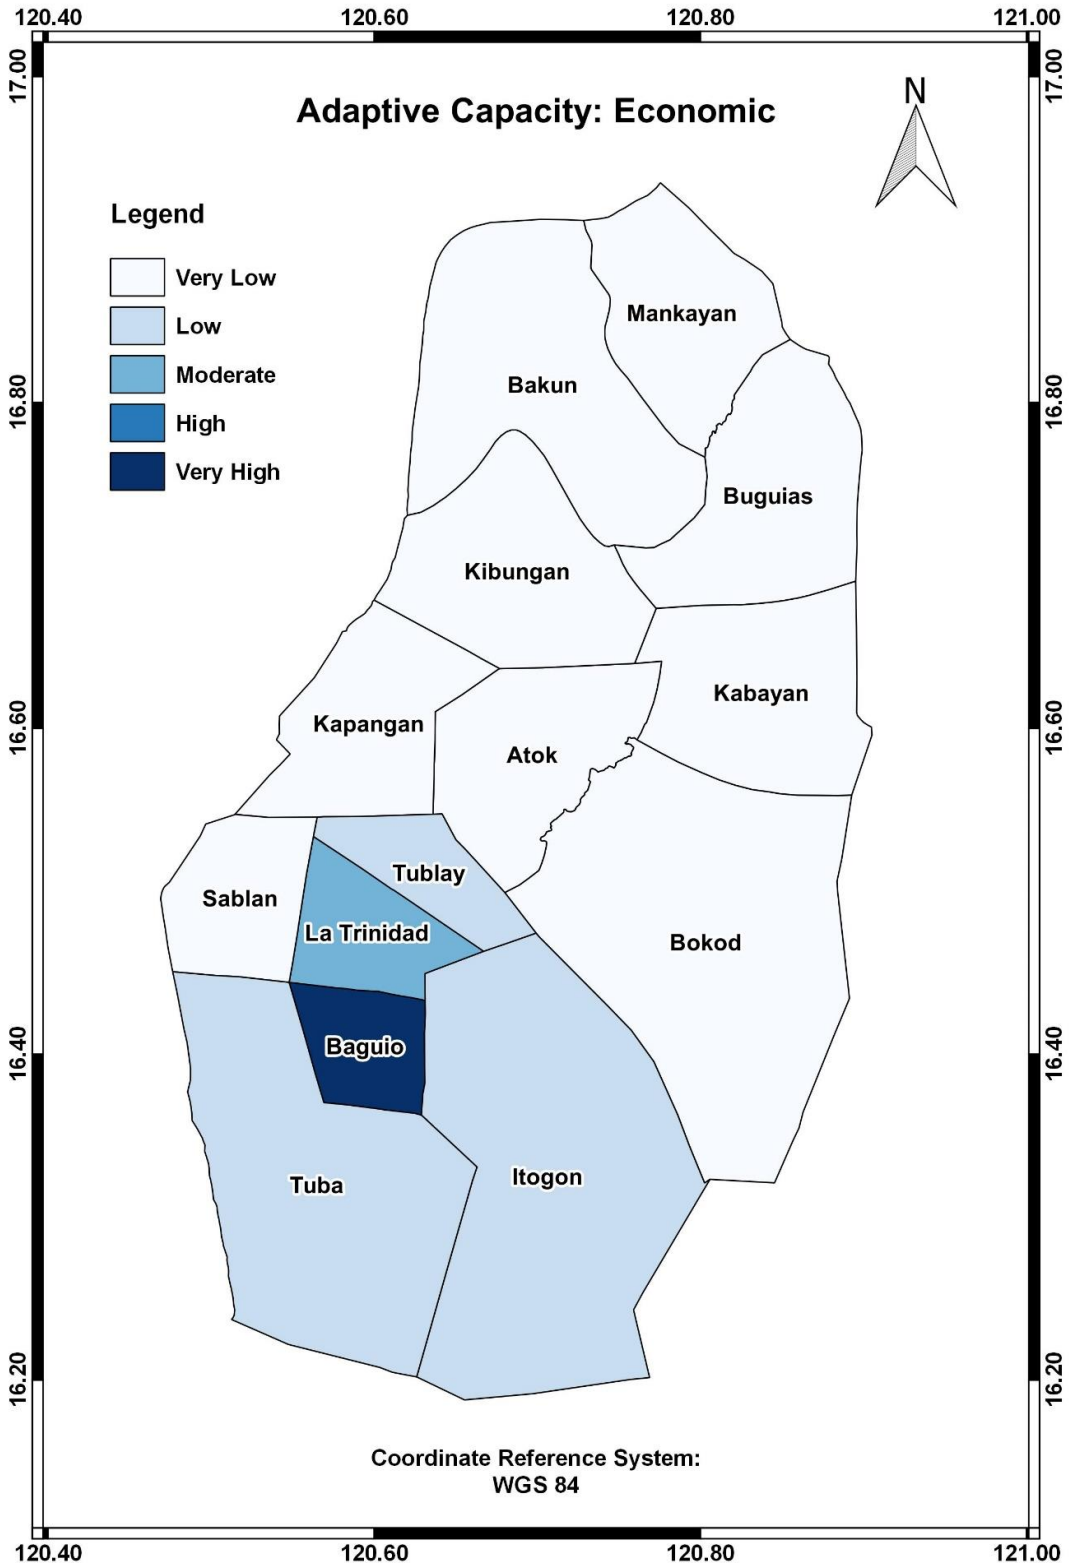 120.40 120.60 120.80 121.00
17.00 17.00
N
Adaptive Capacity: Economic
Legend
Very Low
Low
Moderate
High
Very High
Mankayan
Bakun
16.80 16.80
Buguias
Kibungan
Kabayan
Kapangan
16.60 16.60
Atok
Tublay
Sablan
La Trinidad
Bokod
Baguio
16.40 16.40
Itogon
Tuba
16.20 16.20
Coordinate Reference System:
WGS 84
120.40 120.60 120.80 121.00